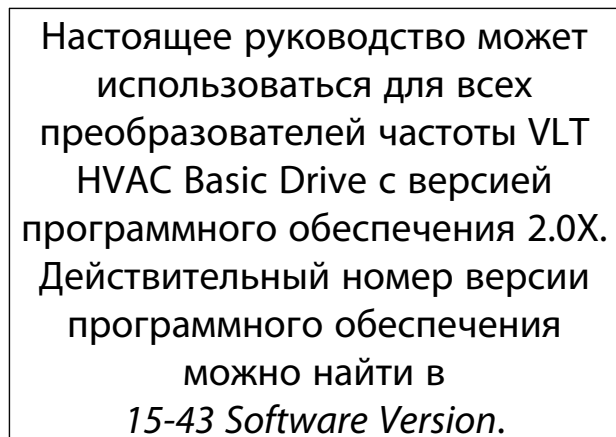 Настоящее руководство может
использоваться для всех
преобразователей частоты VLT
HVAC Basic Drive с версией
программного обеспечения 2.0X.
Действительный номер версии
программного обеспечения
можно найти в
15-43 Software Version.